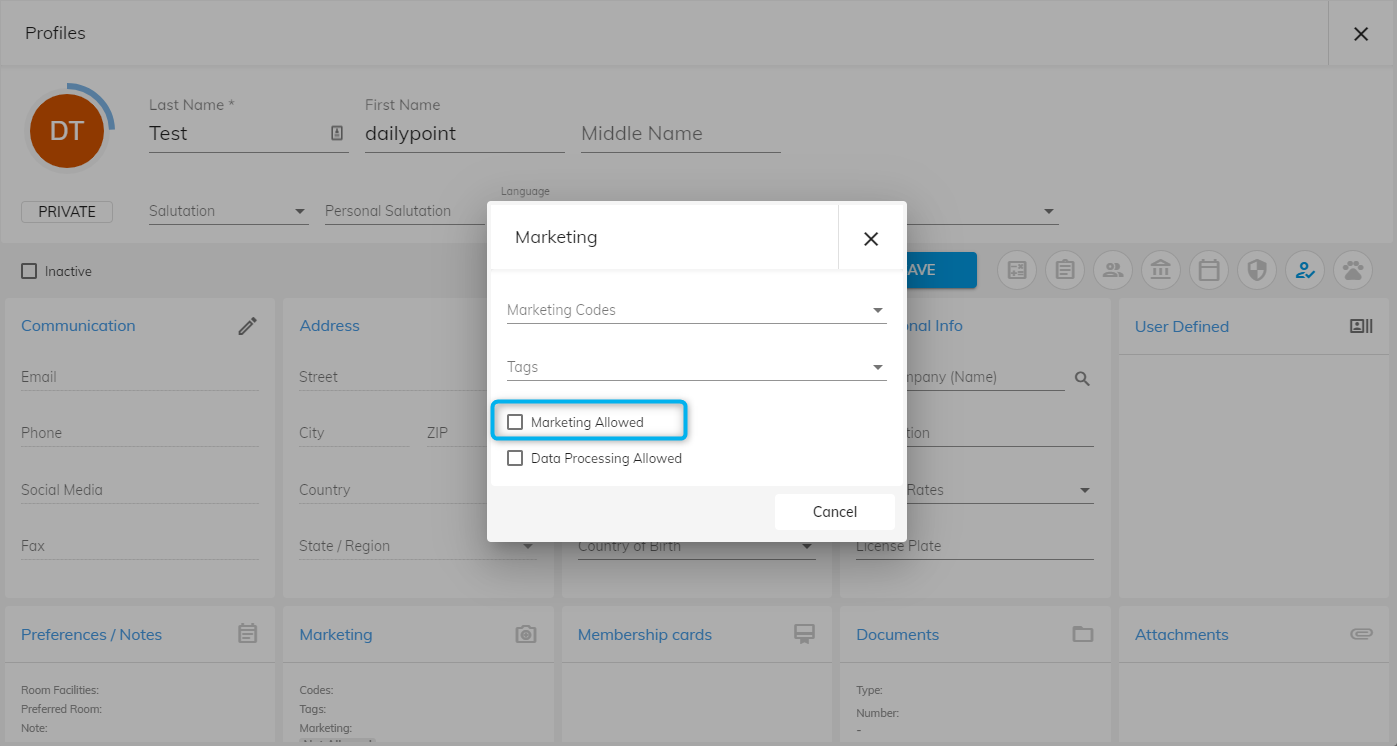 Profiles
DT
Last Name *
Test
First Name
dailypoint
Middle Name
PRIVATE
Salutation
Personal Salutation
Language
Inactive
AVE
Communication
Email
Phone
Social Media
Fax
Address
Street
City
ZIP
Country
State / Region
Marketing
Marketing Codes
Tags
Marketing Allowed
Data Processing Allowed
Cancel
Country of Birth
onal Info
mpany (Name)
tion
Rates
License Plate
User Defined
Preferences / Notes
Room Facilities:
Preferred Room:
Note:
Marketing
Codes:
Tags:
Marketing:
Membership cards
Documents
Type:
Number:
-
Attachments